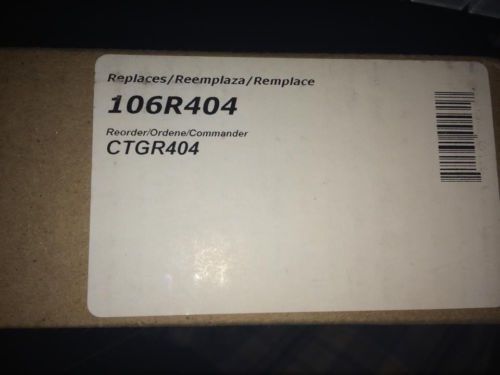 Replaces/Reemplaza/Remplace
106R404
Reorder/Ordene/Commander
CTGR404